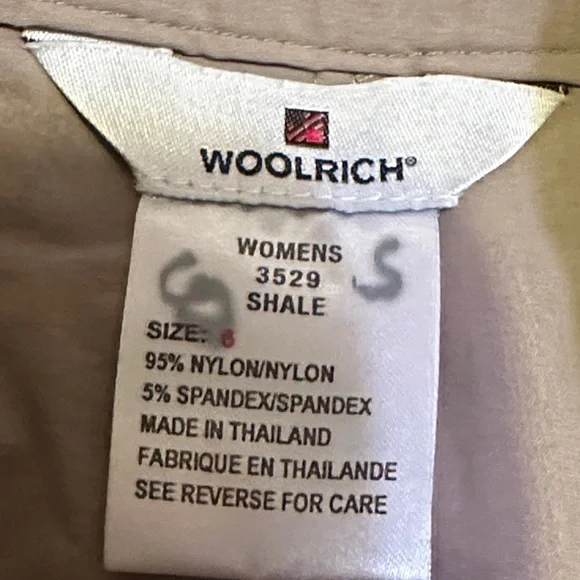 WOOLRICH®
WOMENS
3529
SHALE
SIZE: 6
95% NYLON/NYLON
5% SPANDEX/SPANDEX
MADE IN THAILAND
FABRIQUE EN THAILANDE
SEE REVERSE FOR CARE
S